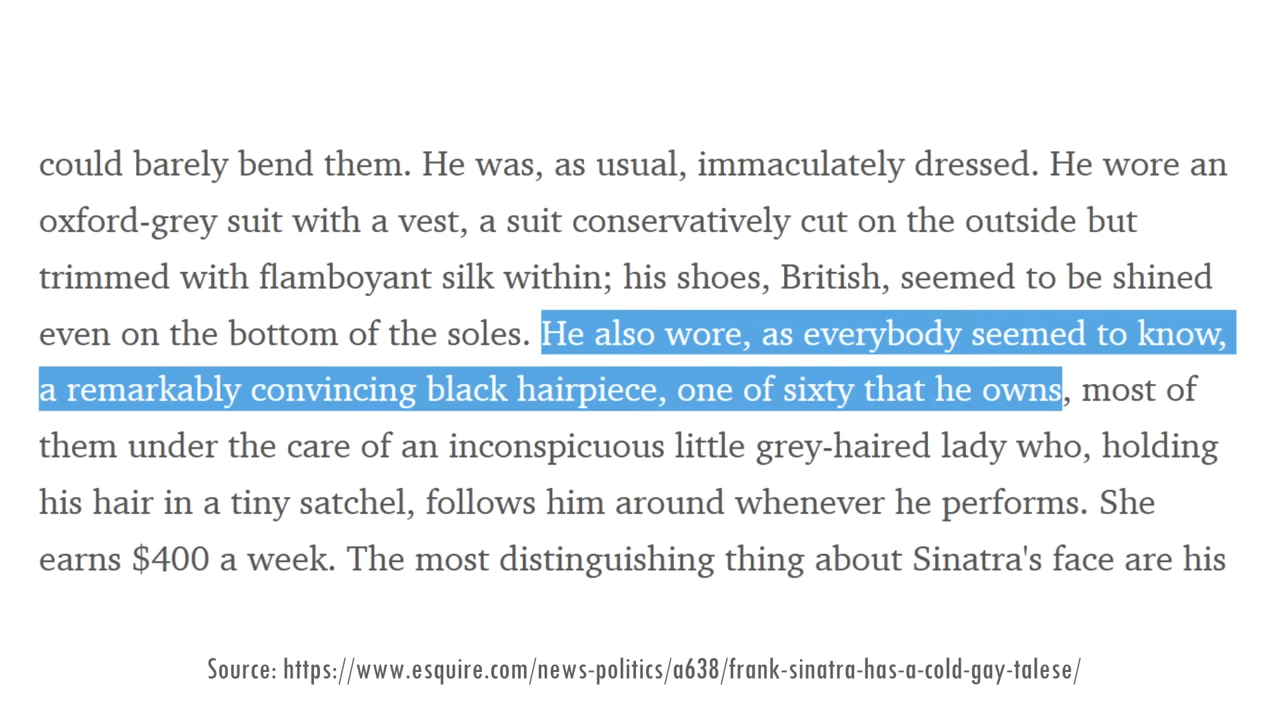 could barely bend them. He was, as usual, immaculately dressed. He wore an
oxford-grey suit with a vest, a suit conservatively cut on the outside but
trimmed with flamboyant silk within; his shoes, British, seemed to be shined
even on the bottom of the soles. He also wore, as everybody seemed to know,
a remarkably convincing black hairpiece, one of sixty that he owns, most of
them under the care of an inconspicuous little grey-haired lady who, holding
his hair in a tiny satchel, follows him around whenever he performs. She
earns $400 a week. The most distinguishing thing about Sinatra's face are his
Source: https://www.esquire.com/news-politics/a638/frank-sinatra-has-a-cold-gay-talese/